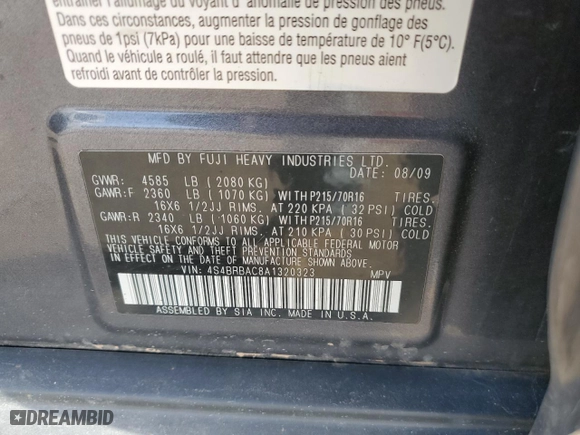 entraîner l'allumage du voyant d' anomalie de pression des pneus.
Dans ces circonstances, augmenter la pression de gonflage des
pneus de 1psi (7kPa) pour une baisse de température de 10° F(5°C).
Quand le véhicule a roulé, il faut attendre que les pneus aient
refroidi avant de contrôler la pression.
MFD BY FUJI HEAVY INDUSTRIES LTD.
DATE: 08/09
GVWR: 4585 LB ( 2080 KG)
GAWR:F 2360 LB ( 1070 KG) WITH P215/70R16 TIRES.
16X6 1/2JJ RIMS. AT 220 KPA ( 32 PSI) COLD
GAWR:R 2340 LB ( 1060 KG) WITH P215/70R16 TIRES.
16X6 1/2JJ RIMS. AT 210 KPA ( 30 PSI) COLD
THIS VEHICLE CONFORMS TO ALL APPLICABLE FEDERAL MOTOR
VEHICLE SAFETY AND THEFT PREVENTION STANDARDS
IN EFFECT ON THE DATE OF MANUFACTURE SHOWN ABOVE.
VIN: 4S4BRBAC8A1320323 MPV
ASSEMBLED BY SIA INC. MADE IN U.S.A.
DREAMBID